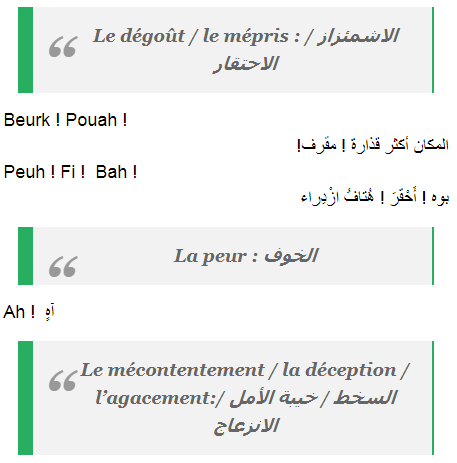 Le dégoût / le mépris : / الاشمئزاز
الاحتقار
Beurk ! Pouah !
المكان أكثر قذارة ! مقرف!
Peuh ! Fi ! Bah !
بوه ! أَحْقرَ ! هُتافُ ازْدِراء
La peur : الخوف
Ah ! آهٍ
Le mécontentement / la déception /
l’agacement:/ السخط / خيبة الأمل
الانزعاج